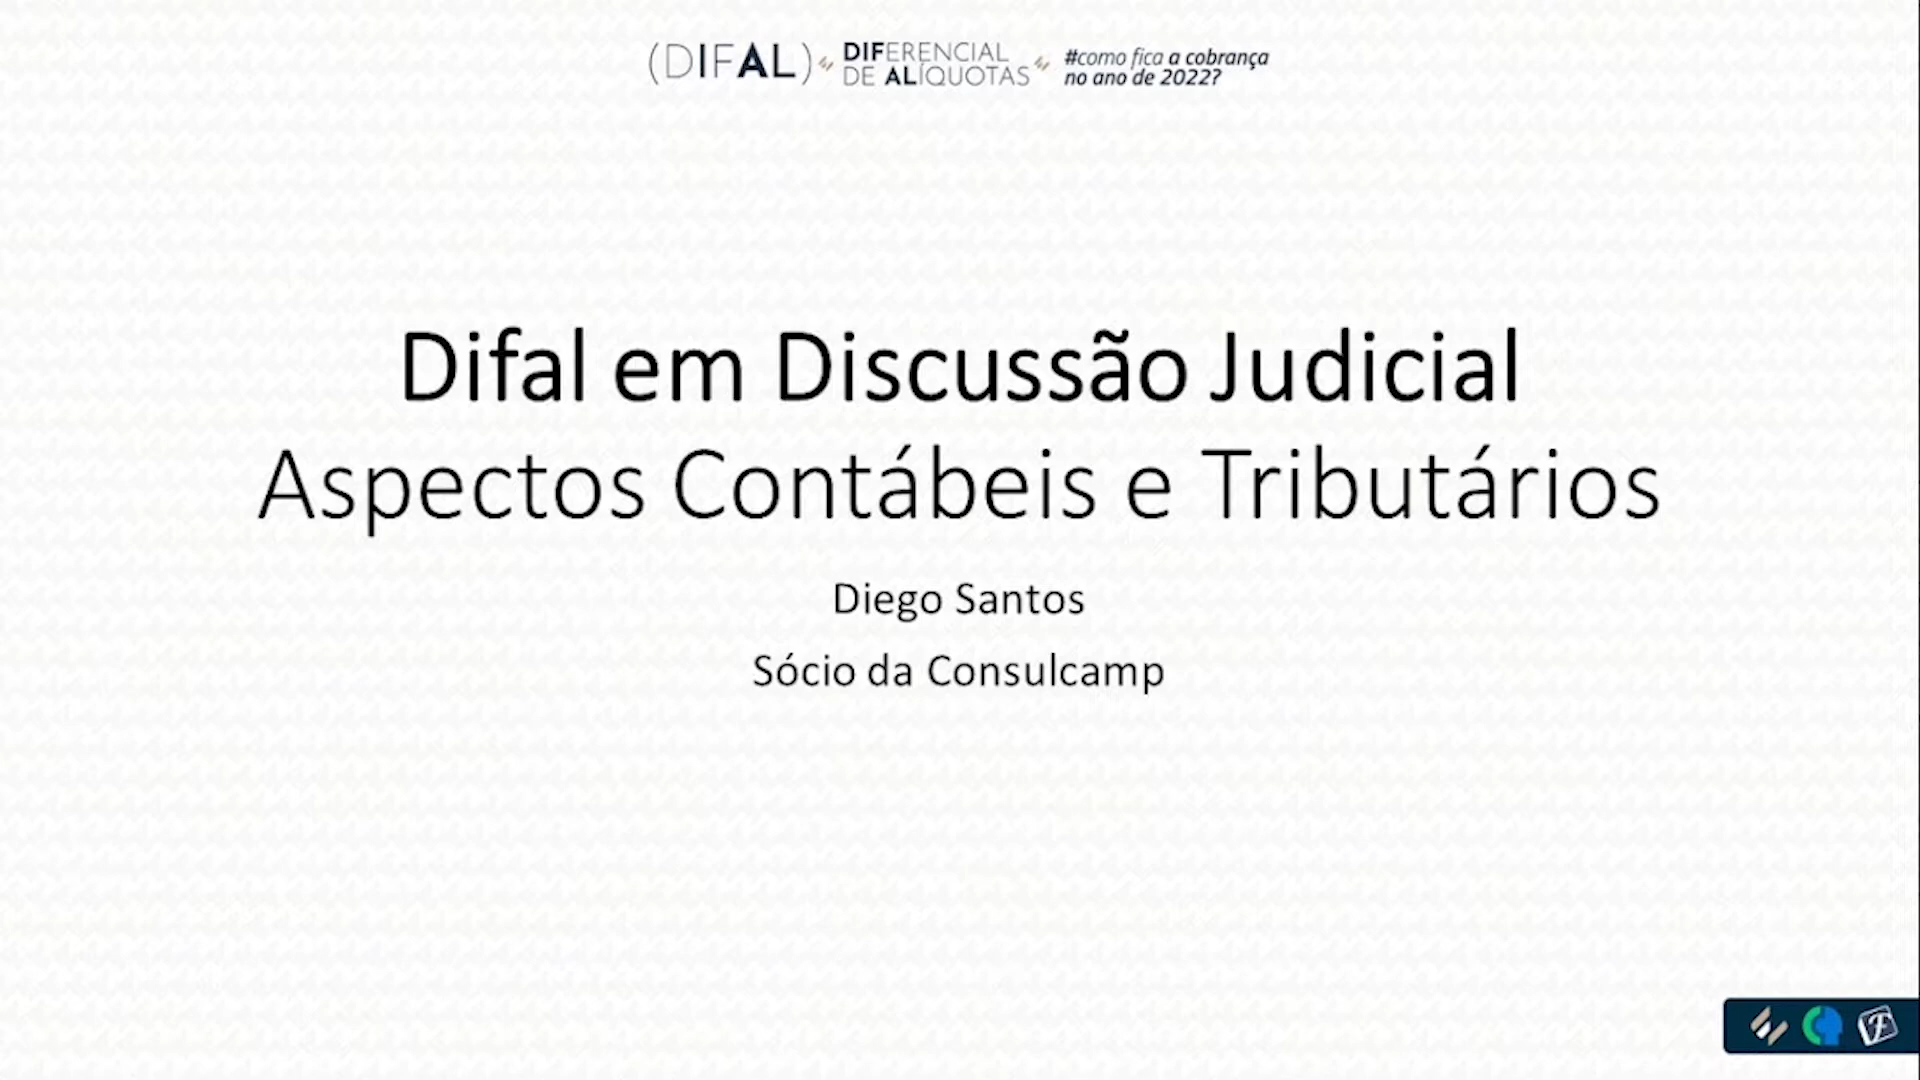 (DIFAL) DIFERENCIAL DE ALÍQUOTAS #como fica a cobrança no ano de 2022?
Difal em Discussão Judicial
Aspectos Contábeis e Tributários
Diego Santos
Sócio da Consulcamp
F